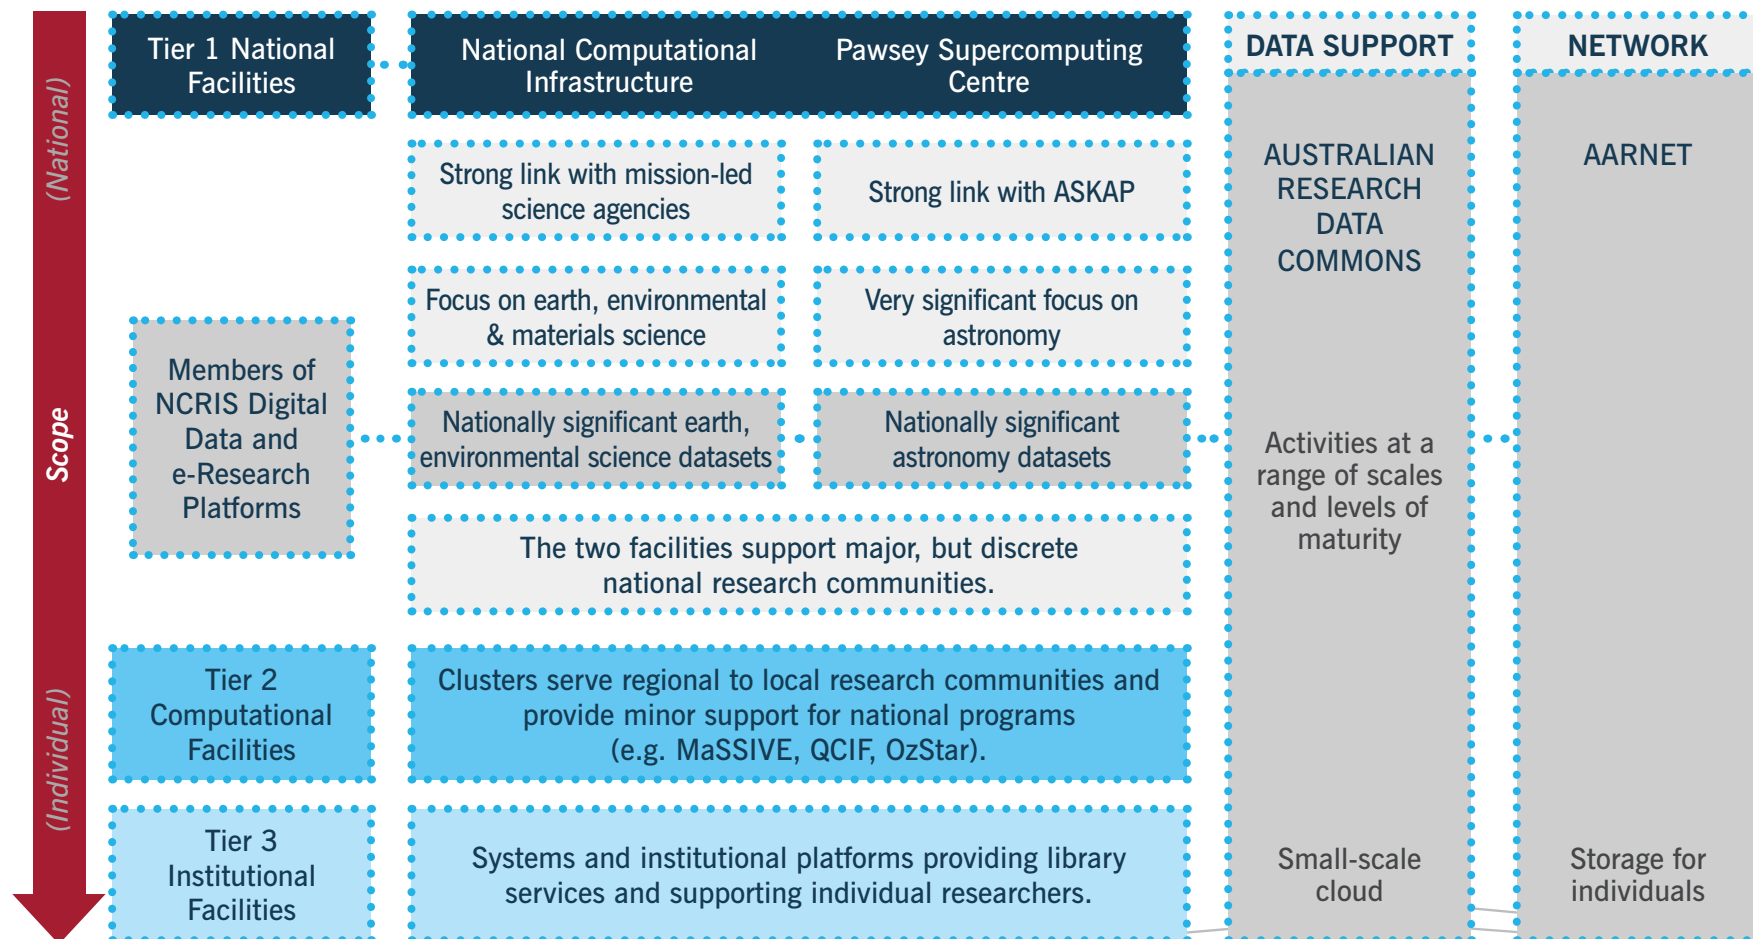 Tier 1 National
Facilities
National Computational
Infrastructure
Pawsey Supercomputing
Centre
DATA SUPPORT
NETWORK
(National)
Scope
(Individual)
Strong link with mission-led
science agencies
Strong link with ASKAP
AUSTRALIAN
RESEARCH
DATA
COMMONS
AARNET
Focus on earth, environmental
& materials science
Very significant focus on
astronomy
Members of
NCRIS Digital
Data and
e-Research
Platforms
Nationally significant earth,
environmental science datasets
Nationally significant
astronomy datasets
Activities at a
range of scales
and levels of
maturity
The two facilities support major, but discrete
national research communities.
Tier 2
Computational
Facilities
Clusters serve regional to local research communities and
provide minor support for national programs
(e.g. MaSSIVE, QCIF, OzStar).
Tier 3
Institutional
Facilities
Systems and institutional platforms providing library
services and supporting individual researchers.
Small-scale
cloud
Storage for
individuals